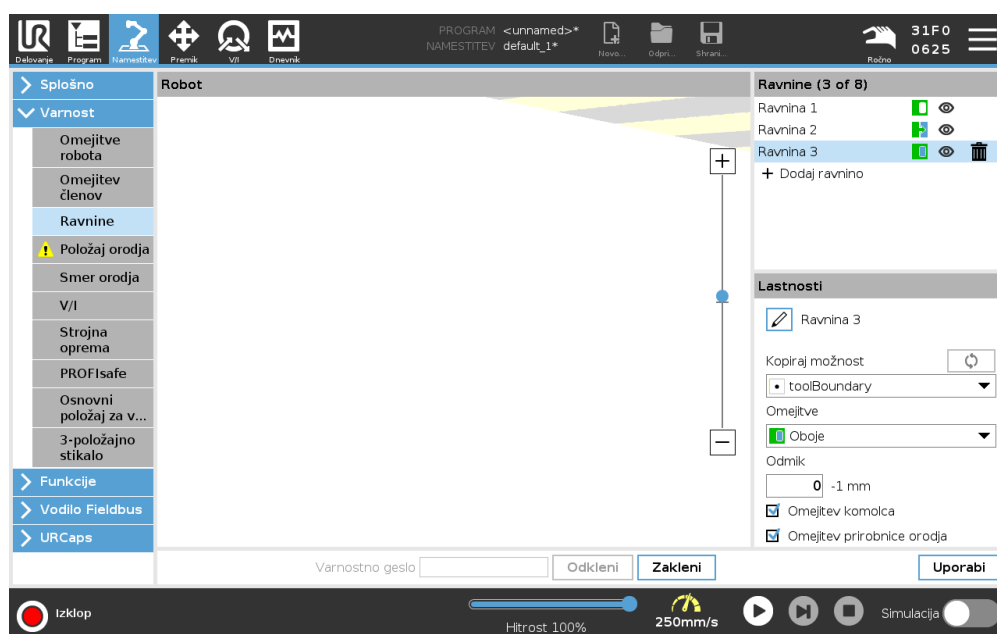 PROGRAM <unnamed>*
NAMESTITEV default_1*
Delovanje
Program
Namestitev
Premik
V/I
Dnevnik
Novo...
Odpri...
Shrani...
Ročno
31F0
0625
Splošno
Varnost
Omejitve
robota
Omejitev
členov
Ravnine
Položaj orodja
Smer orodja
V/I
Strojna
oprema
PROFIsafe
Osnovni
položaj za v...
3-položajno
stikalo
Funkcije
Vodilo Fieldbus
URCaps
Robot
Ravnine (3 of 8)
Ravnina 1
Ravnina 2
Ravnina 3
+ Dodaj ravnino
Lastnosti
Ravnina 3
Kopiraj možnost
toolBoundary
Omejitve
Oboje
Odmik
0 -1 mm
Omejitev komolca
Omejitev prirobnice orodja
Varnostno geslo
Odkleni
Zakleni
Uporabi
Izklop
Hitrost 100%
250mm/s
Simulacija